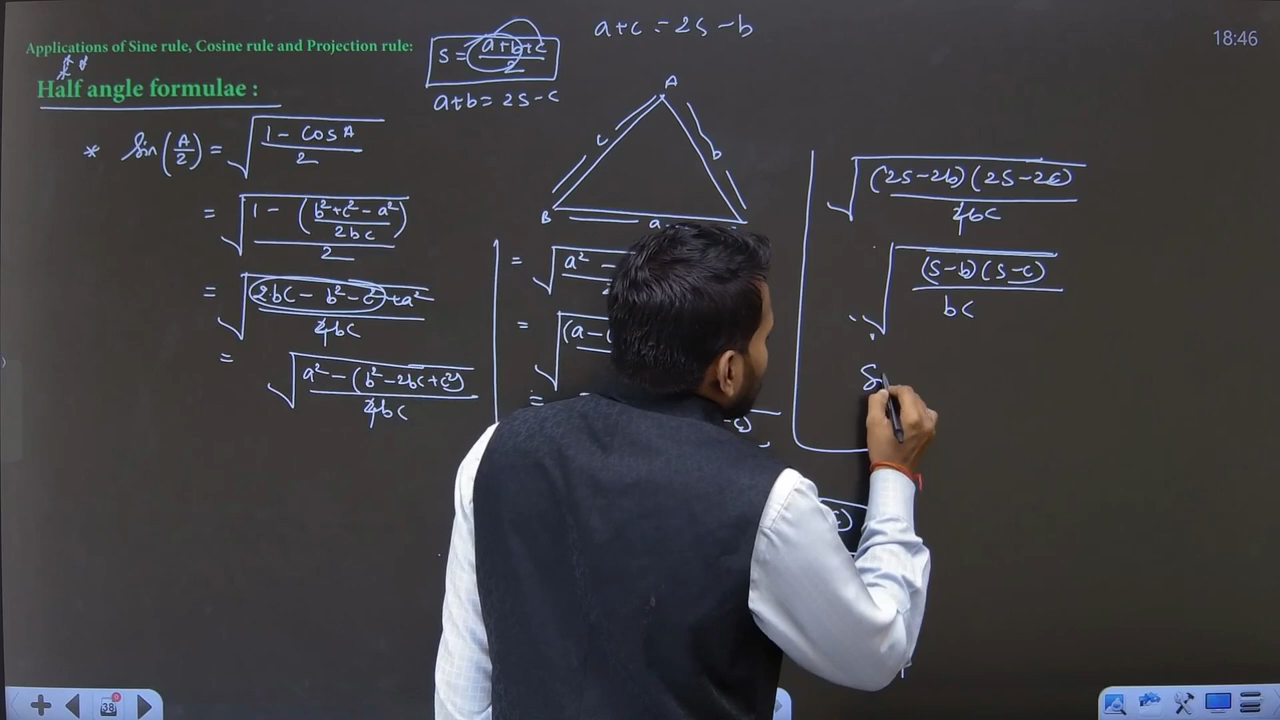 Applications of Sine rule, Cosine rule and Projection rule:
Half angle formulae :
s = (a+b+c)/2
a+b = 2s-c
a+c = 2s-b
18:46
* Sin(A/2) = √((1 - Cos A)/2)
= √((1 - ((b²+c²-a²)/2bc))/2)
= √((2bc - b² - c² + a²)/4bc)
= √((a² - (b² - 2bc + c²))/4bc)
A
c
b
B
a
= √(a² -
= √((a-
=
-c)
c)
√((2s-2b)(2s-2c)/4bc)
√((s-b)(s-c)/bc)
S
38